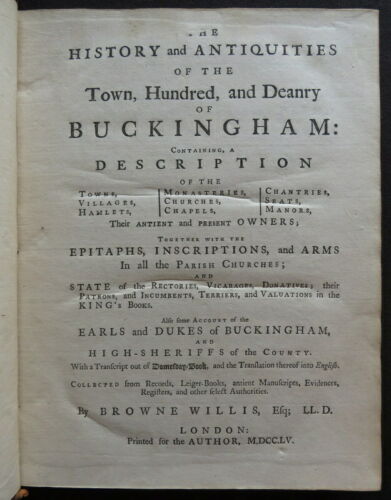 THE
HISTORY and ANTIQUITIES
OF THE
Town, Hundred, and Deanry
OF
BUCKINGHAM:
CONTAINING, A
DESCRIPTION
OF THE
TOWNS, MONASTERIES, CHANTRIES,
VILLAGES, CHURCHES, SEATS,
HAMLETS, CHAPELS, MANORS,
Their ANTIENT and PRESENT OWNERS;
TOGETHER WITH THE
EPITAPHS, INSCRIPTIONS, and ARMS
In all the PARISH CHURCHES;
AND
STATE of the RECTORIES, VICARAGES, DONATIVES; their
PATRONS, and INCUMBENTS, TERRIERS, and VALUATIONS in the
KING's BOOKS.
Also some ACCOUNT of the
EARLS and DUKES of BUCKINGHAM,
AND
HIGH-SHERIFFS of the COUNTY.
With a Transcript out of Domesday-Book, and the Translation thereof into English.
COLLECTED from Records, Leiger-Books, antient Manuscripts, Evidences,
Registers, and other select Authorities.
By BROWNE WILLIS, Esq; LL. D.
LONDON:
Printed for the AUTHOR, M.DCC.LV.